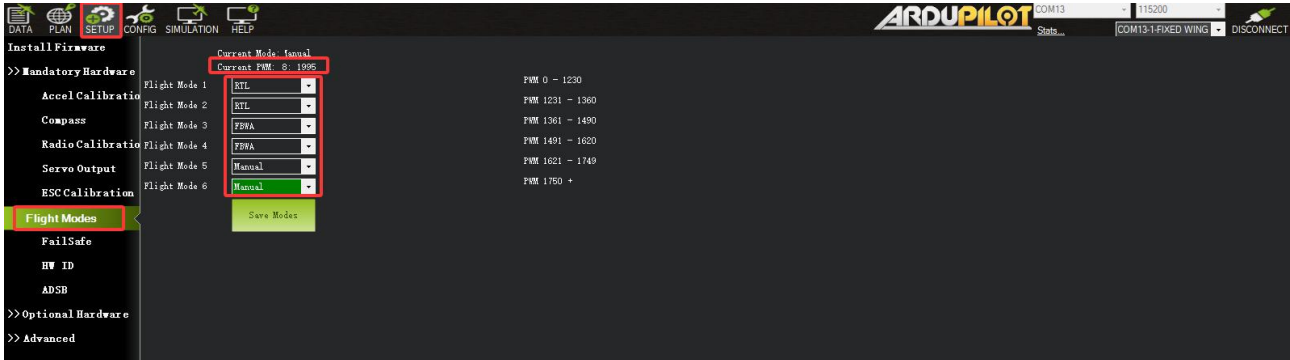 DATA PLAN SETUP CONFIG SIMULATION HELP
ARDUPILOT
COM13 115200
Stats... COM13-1-FIXED WING DISCONNECT
Install Firmware
>> Mandatory Hardware
Accel Calibratio
Compass
Radio Calibratio
Servo Output
ESC Calibration
Flight Modes
FailSafe
HW ID
ADSB
>> Optional Hardware
>> Advanced
Current Mode: Manual
Current PWM: 8: 1995
Flight Mode 1 RTL PWM 0 - 1230
Flight Mode 2 RTL PWM 1231 - 1360
Flight Mode 3 FBWA PWM 1361 - 1490
Flight Mode 4 FBWA PWM 1491 - 1620
Flight Mode 5 Manual PWM 1621 - 1749
Flight Mode 6 Manual PWM 1750 +
Save Modes